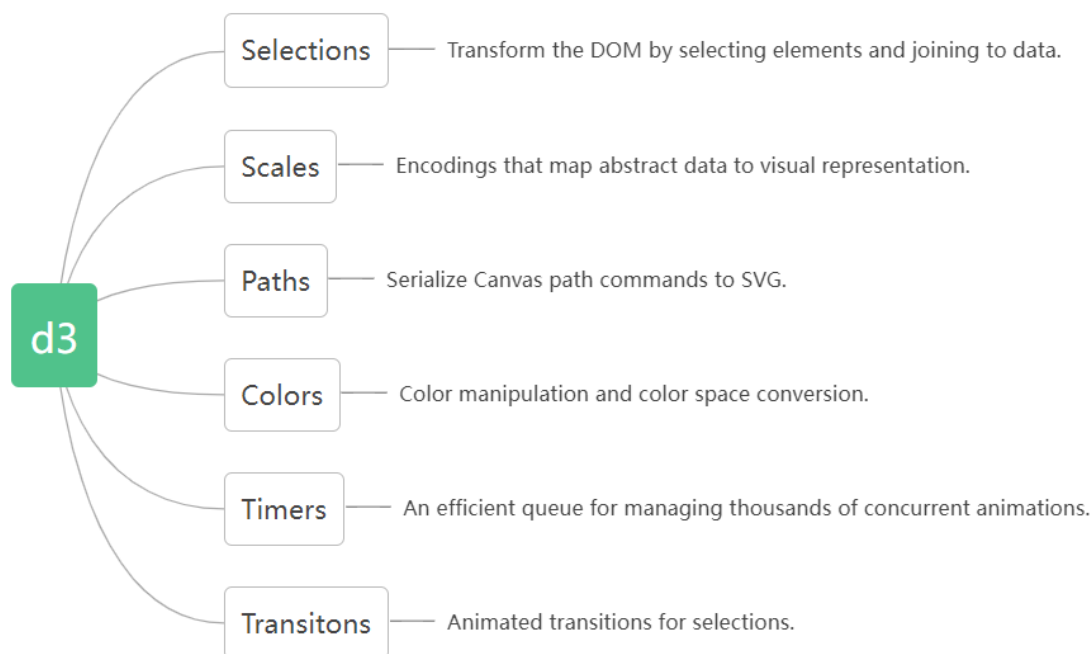 Selections
Transform the DOM by selecting elements and joining to data.
Scales
Encodings that map abstract data to visual representation.
Paths
Serialize Canvas path commands to SVG.
d3
Colors
Color manipulation and color space conversion.
Timers
An efficient queue for managing thousands of concurrent animations.
Transitons
Animated transitions for selections.